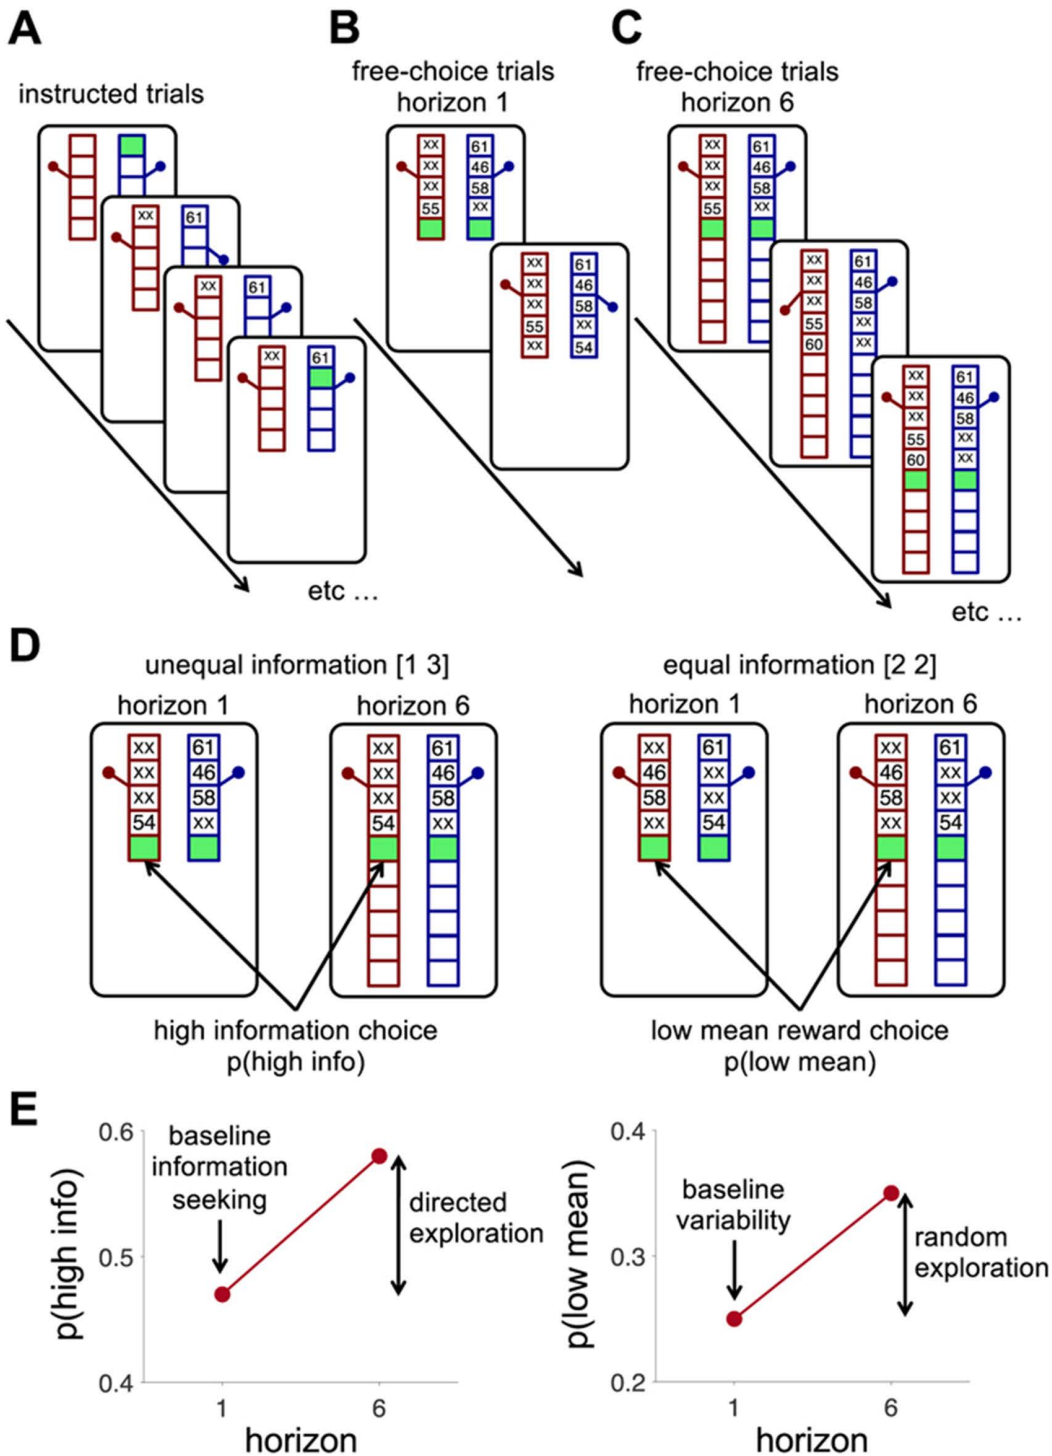 A
instructed trials
xx 61
xx 61
xx 61
etc ...
B
free-choice trials
horizon 1
xx 61
xx 46
xx 58
55 xx
xx 61
xx 46
xx 58
55 xx
xx 54
C
free-choice trials
horizon 6
xx 61
xx 46
xx 58
55 xx
xx 61
xx 46
xx 58
55 xx
60 xx
xx 61
xx 46
xx 58
55 xx
60 xx
etc ...
D
unequal information [1 3]
horizon 1
xx 61
xx 46
xx 58
54 xx
horizon 6
xx 61
xx 46
xx 58
54 xx
high information choice
p(high info)
equal information [2 2]
horizon 1
xx 61
46 xx
58 xx
xx 54
horizon 6
xx 61
46 xx
58 xx
xx 54
low mean reward choice
p(low mean)
E
p(high info)
0.6
0.5
0.4
baseline
information
seeking
directed
exploration
1 6
horizon
p(low mean)
0.4
0.3
0.2
baseline
variability
random
exploration
1 6
horizon